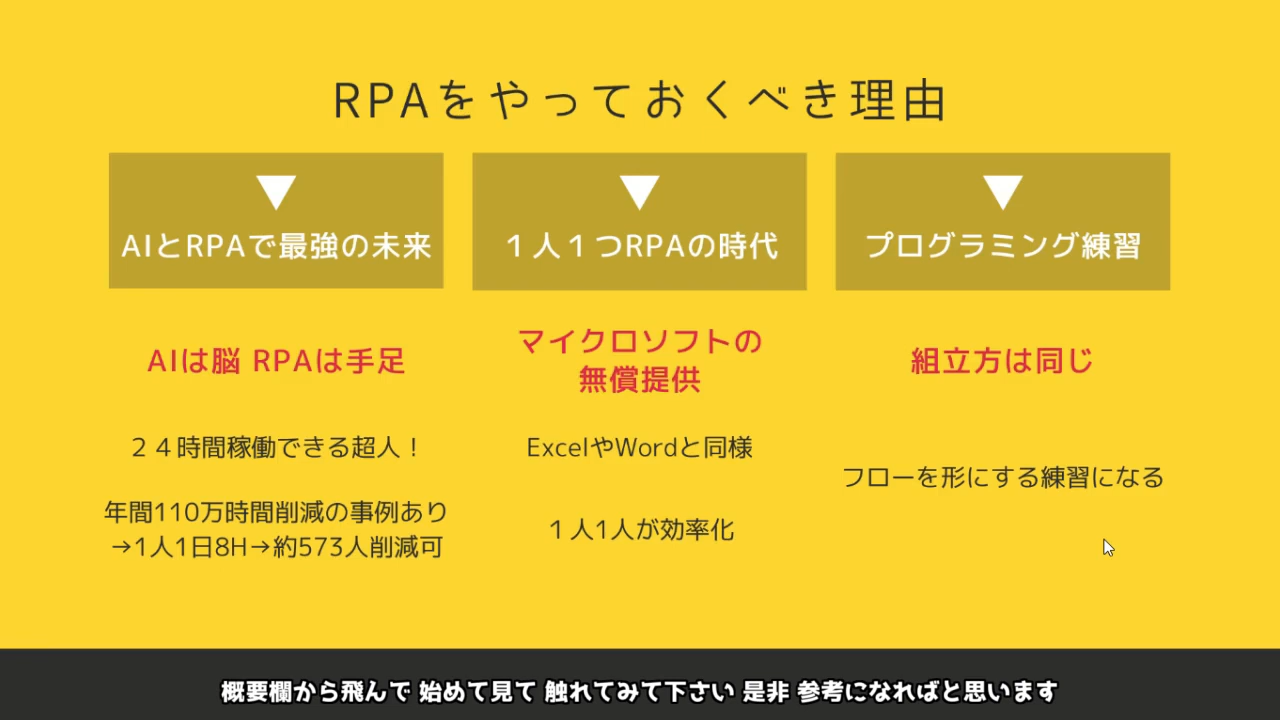 RPAをやっておくべき理由
AIとRPAで最強の未来
AIは脳 RPAは手足
２４時間稼働できる超人！
年間110万時間削減の事例あり
→1人1日8H→約573人削減可
１人１つRPAの時代
マイクロソフトの
無償提供
ExcelやWordと同様
１人1人が効率化
プログラミング練習
組立方は同じ
フローを形にする練習になる
概要欄から飛んで 始めて見て 触れてみて下さい 是非 参考になればと思います